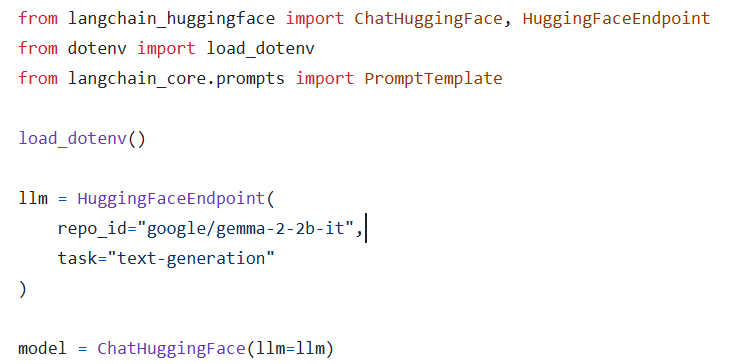 from langchain_huggingface import ChatHuggingFace, HuggingFaceEndpoint
from dotenv import load_dotenv
from langchain_core.prompts import PromptTemplate
load_dotenv()
llm = HuggingFaceEndpoint(
    repo_id="google/gemma-2-2b-it",
    task="text-generation"
)
model = ChatHuggingFace(llm=llm)